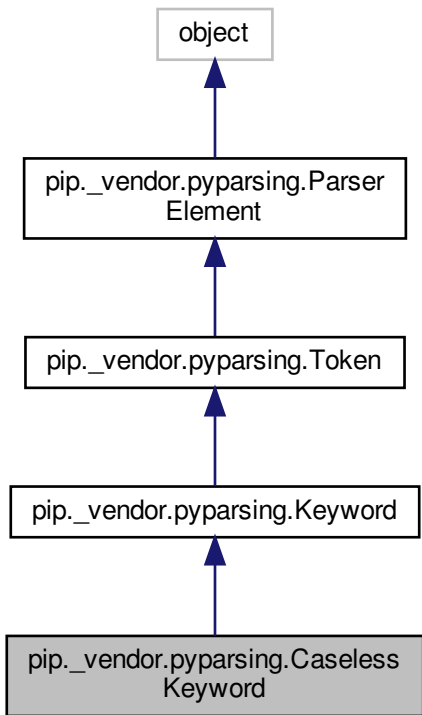 object
pip._vendor.pyparsing.Parser
Element
pip._vendor.pyparsing.Token
pip._vendor.pyparsing.Keyword
pip._vendor.pyparsing.Caseless
Keyword